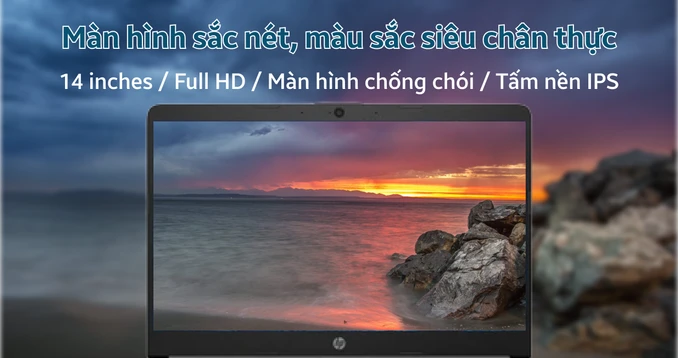 Màn hình sắc nét, màu sắc siêu chân thực
14 inches / Full HD / Màn hình chống chói / Tấm nền IPS
hp